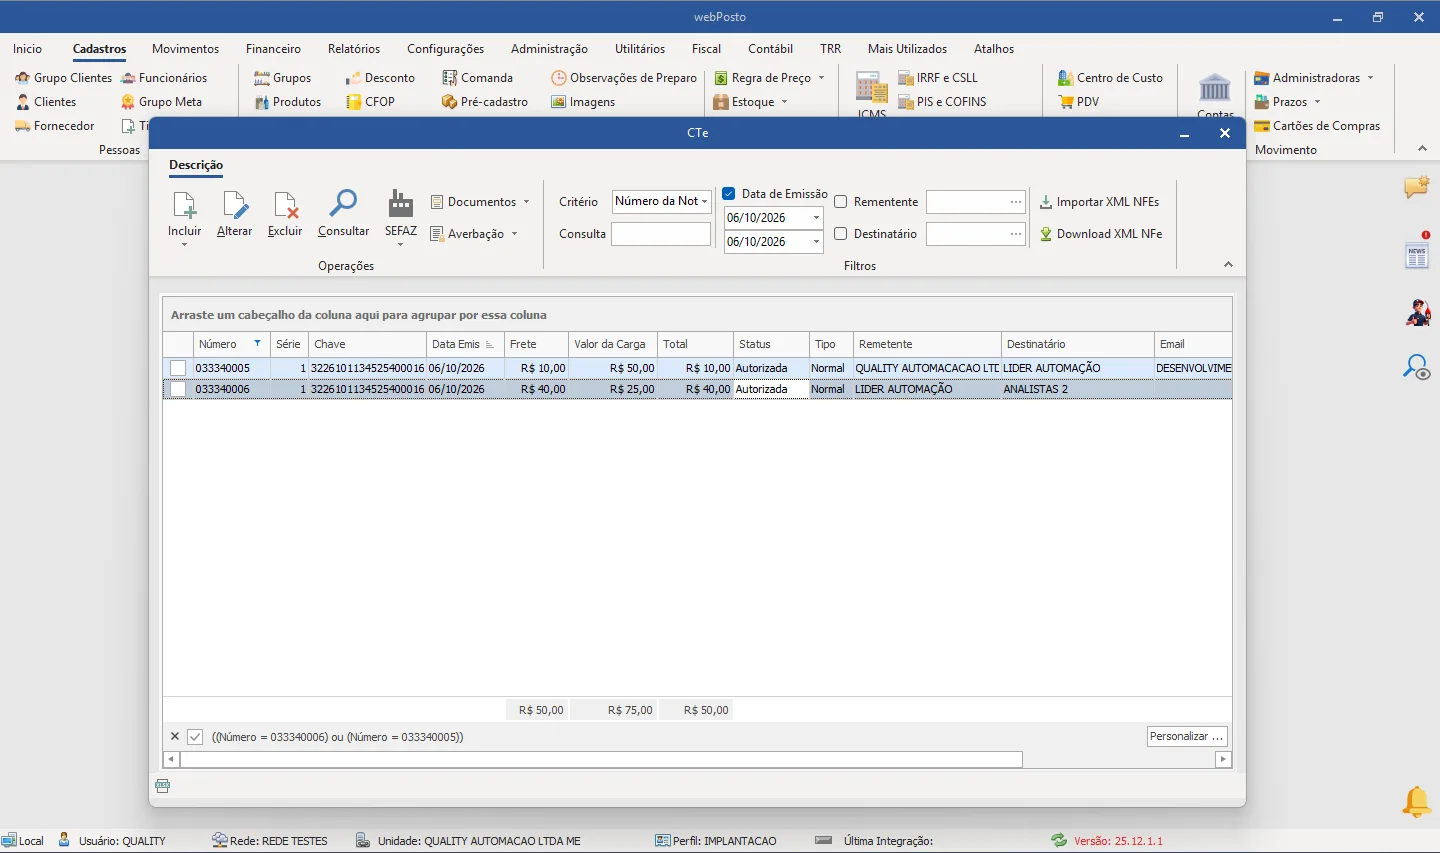 webPosto
Inicio Cadastros Movimentos Financeiro Relatórios Configurações Administração Utilitários Fiscal Contábil TRR Mais Utilizados Atalhos
Grupo Clientes Funcionários Grupos Desconto Comanda Observações de Preparo Regra de Preço IRRF e CSLL Centro de Custo Administradoras
Clientes Grupo Meta Produtos CFOP Pré-cadastro Imagens Estoque PIS e COFINS PDV Prazos
ICMS Contas
Fornecedor Ti Cartões de Compras
Pessoas Movimento
CTe
Descrição
Incluir Alterar Excluir Consultar SEFAZ
Documentos
Averbação
Operações
Critério Número da Not
Consulta
Data de Emissão
06/10/2026
06/10/2026
Rementente
Destinatário
Importar XML NFEs
Download XML NFe
Filtros
NEWS
Arraste um cabeçalho da coluna aqui para agrupar por essa coluna
Número Série Chave Data Emis Frete Valor da Carga Total Status Tipo Remetente Destinatário Email
033340005 1 3226101134525400016 06/10/2026 R$ 10,00 R$ 50,00 R$ 10,00 Autorizada Normal QUALITY AUTOMACACAO LTD LIDER AUTOMAÇÃO DESENVOLVIME
033340006 1 3226101134525400016 06/10/2026 R$ 40,00 R$ 25,00 R$ 40,00 Autorizada Normal LIDER AUTOMAÇÃO ANALISTAS 2
R$ 50,00 R$ 75,00 R$ 50,00
((Número = 033340006) ou (Número = 033340005)) Personalizar ...
Local Usuário: QUALITY Rede: REDE TESTES Unidade: QUALITY AUTOMACAO LTDA ME Perfil: IMPLANTACAO Última Integração: Versão: 25.12.1.1